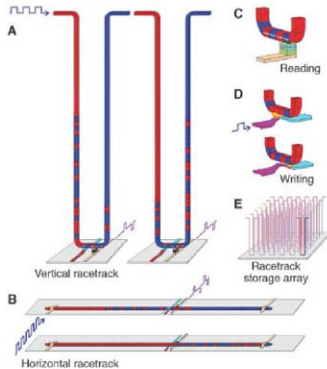 A
Vertical racetrack
B
Horizontal racetrack
C
Reading
D
Writing
E
Racetrack
storage array